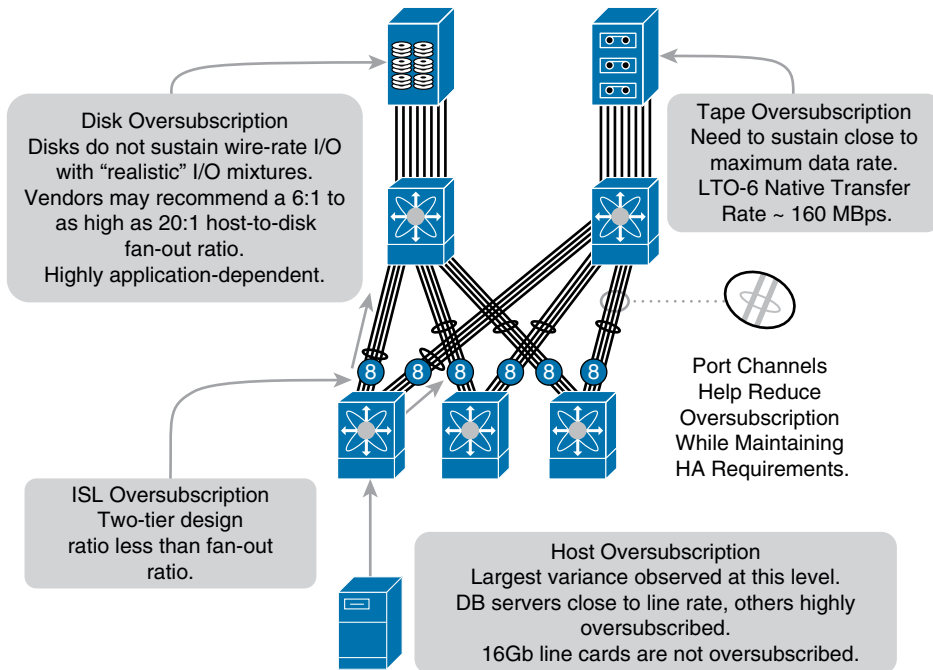 Disk Oversubscription
Disks do not sustain wire-rate I/O
with “realistic” I/O mixtures.
Vendors may recommend a 6:1 to
as high as 20:1 host-to-disk
fan-out ratio.
Highly application-dependent.
Tape Oversubscription
Need to sustain close to
maximum data rate.
LTO-6 Native Transfer
Rate ~ 160 MBps.
8 8 8 8 8 8
Port Channels
Help Reduce
Oversubscription
While Maintaining
HA Requirements.
ISL Oversubscription
Two-tier design
ratio less than fan-out
ratio.
Host Oversubscription
Largest variance observed at this level.
DB servers close to line rate, others highly
oversubscribed.
16Gb line cards are not oversubscribed.